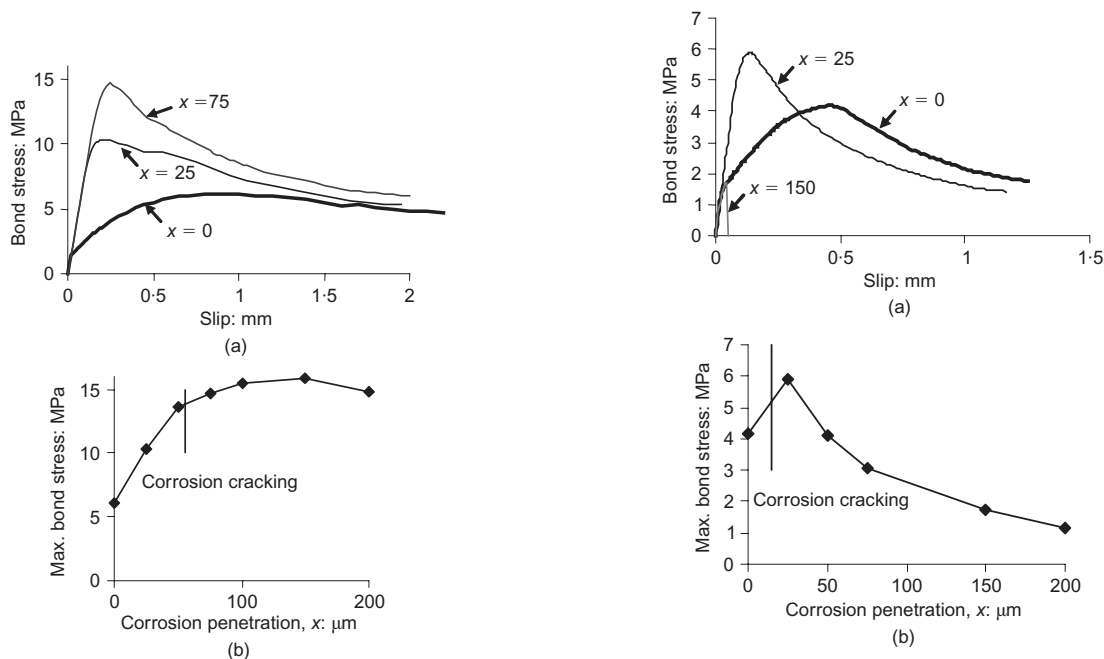 Bond stress: MPa
15
10
5
0
x =75
x = 25
x = 0
0 0·5 1 1·5 2
Slip: mm
(a)
Max. bond stress: MPa
15
10
5
0
Corrosion cracking
0 100 200
Corrosion penetration, x: μm
(b)
Bond stress: MPa
7
6
5
4
3
2
1
0
x = 25
x = 0
x = 150
0 0·5 1 1·5
Slip: mm
(a)
Max. bond stress: MPa
7
6
5
4
3
2
1
0
Corrosion cracking
0 50 100 150 200
Corrosion penetration, x: μm
(b)